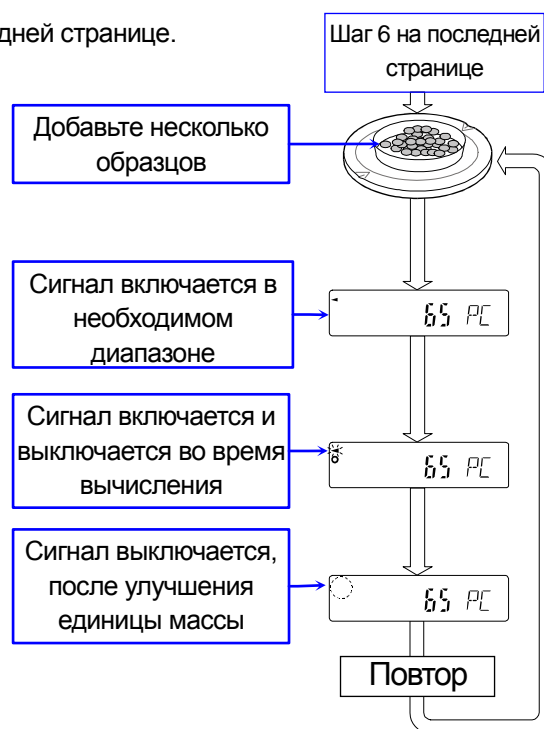 дней странице.
Шаг 6 на последней
странице
Добавьте несколько
образцов
Сигнал включается в
необходимом
диапазоне
65 PC
Сигнал включается и
выключается во время
вычисления
65 PC
Сигнал выключается,
после улучшения
единицы массы
65 PC
Повтор